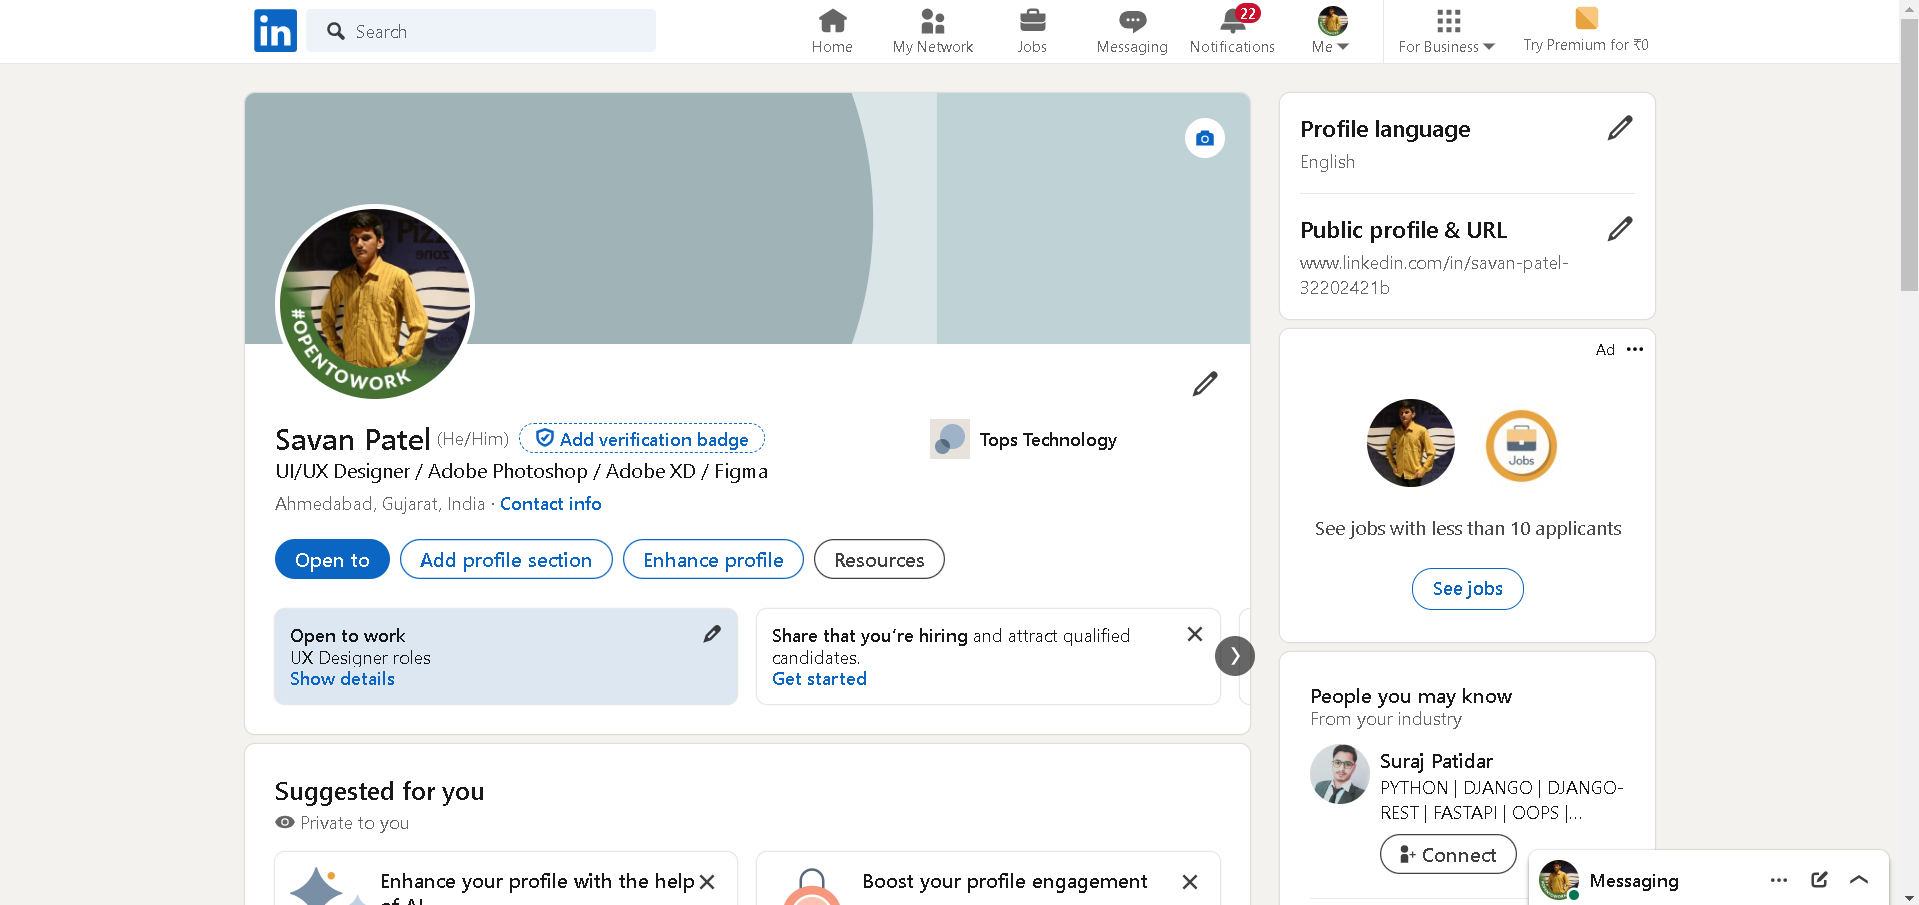 in
Search
Home
My Network
Jobs
Messaging
22
Notifications
Me
For Business
Try Premium for ₹0
#OPENTOWORK
Savan Patel (He/Him) Add verification badge
UI/UX Designer / Adobe Photoshop / Adobe XD / Figma
Ahmedabad, Gujarat, India · Contact info
Tops Technology
Open to
Add profile section
Enhance profile
Resources
Open to work
UX Designer roles
Show details
Share that you’re hiring and attract qualified
candidates.
Get started
Suggested for you
Private to you
Enhance your profile with the help
of AI
Boost your profile engagement
Profile language
English
Public profile & URL
www.linkedin.com/in/savan-patel-
32202421b
Ad
Jobs
See jobs with less than 10 applicants
See jobs
People you may know
From your industry
Suraj Patidar
PYTHON | DJANGO | DJANGO-
REST | FASTAPI | OOPS |...
Connect
Messaging